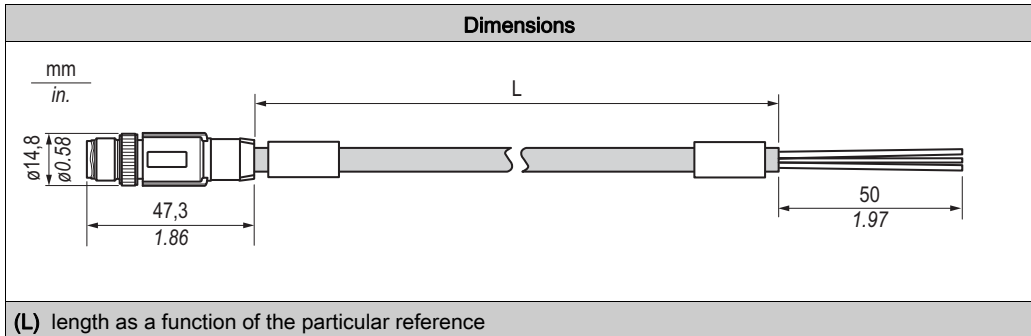 Dimensions
mm
in.
L
ø14,8
ø0.58
47,3
1.86
50
1.97
(L) length as a function of the particular reference